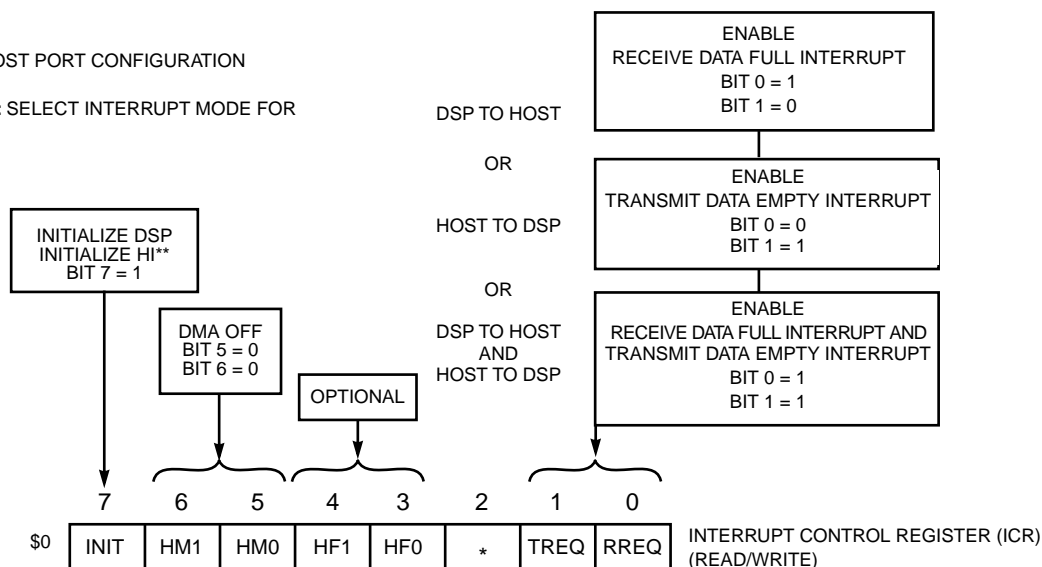 OST PORT CONFIGURATION
: SELECT INTERRUPT MODE FOR
ENABLE
RECEIVE DATA FULL INTERRUPT
BIT 0 = 1
BIT 1 = 0
DSP TO HOST
OR
ENABLE
TRANSMIT DATA EMPTY INTERRUPT
BIT 0 = 0
BIT 1 = 1
HOST TO DSP
OR
ENABLE
RECEIVE DATA FULL INTERRUPT AND
TRANSMIT DATA EMPTY INTERRUPT
BIT 0 = 1
BIT 1 = 1
DSP TO HOST
AND
HOST TO DSP
INITIALIZE DSP
INITIALIZE HI**
BIT 7 = 1
DMA OFF
BIT 5 = 0
BIT 6 = 0
OPTIONAL
7 6 5 4 3 2 1 0
$0 INIT HM1 HM0 HF1 HF0 * TREQ RREQ
INTERRUPT CONTROL REGISTER (ICR)
(READ/WRITE)